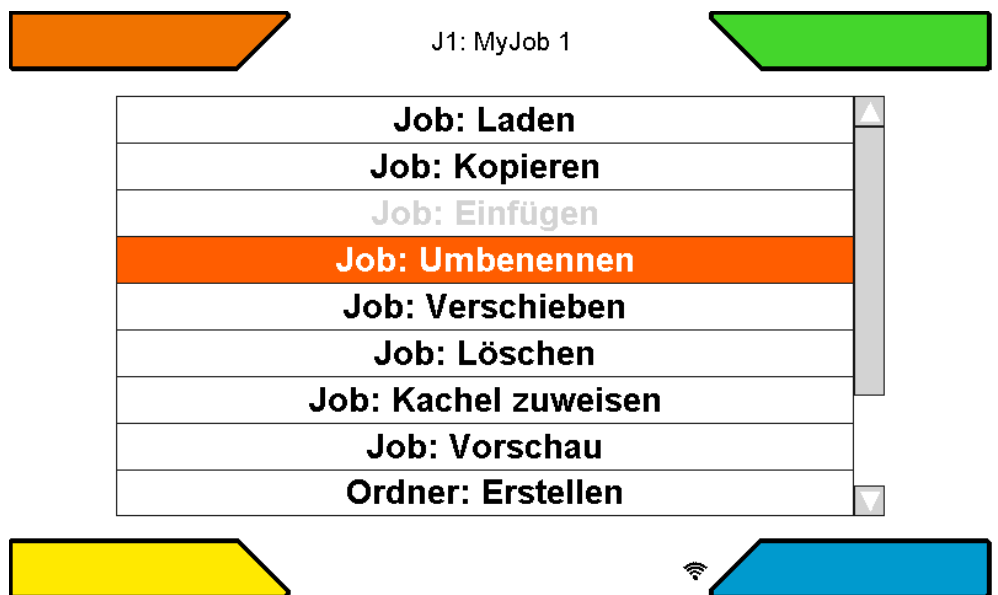 J1: MyJob 1
Job: Laden
Job: Kopieren
Job: Einfügen
Job: Umbenennen
Job: Verschieben
Job: Löschen
Job: Kachel zuweisen
Job: Vorschau
Ordner: Erstellen